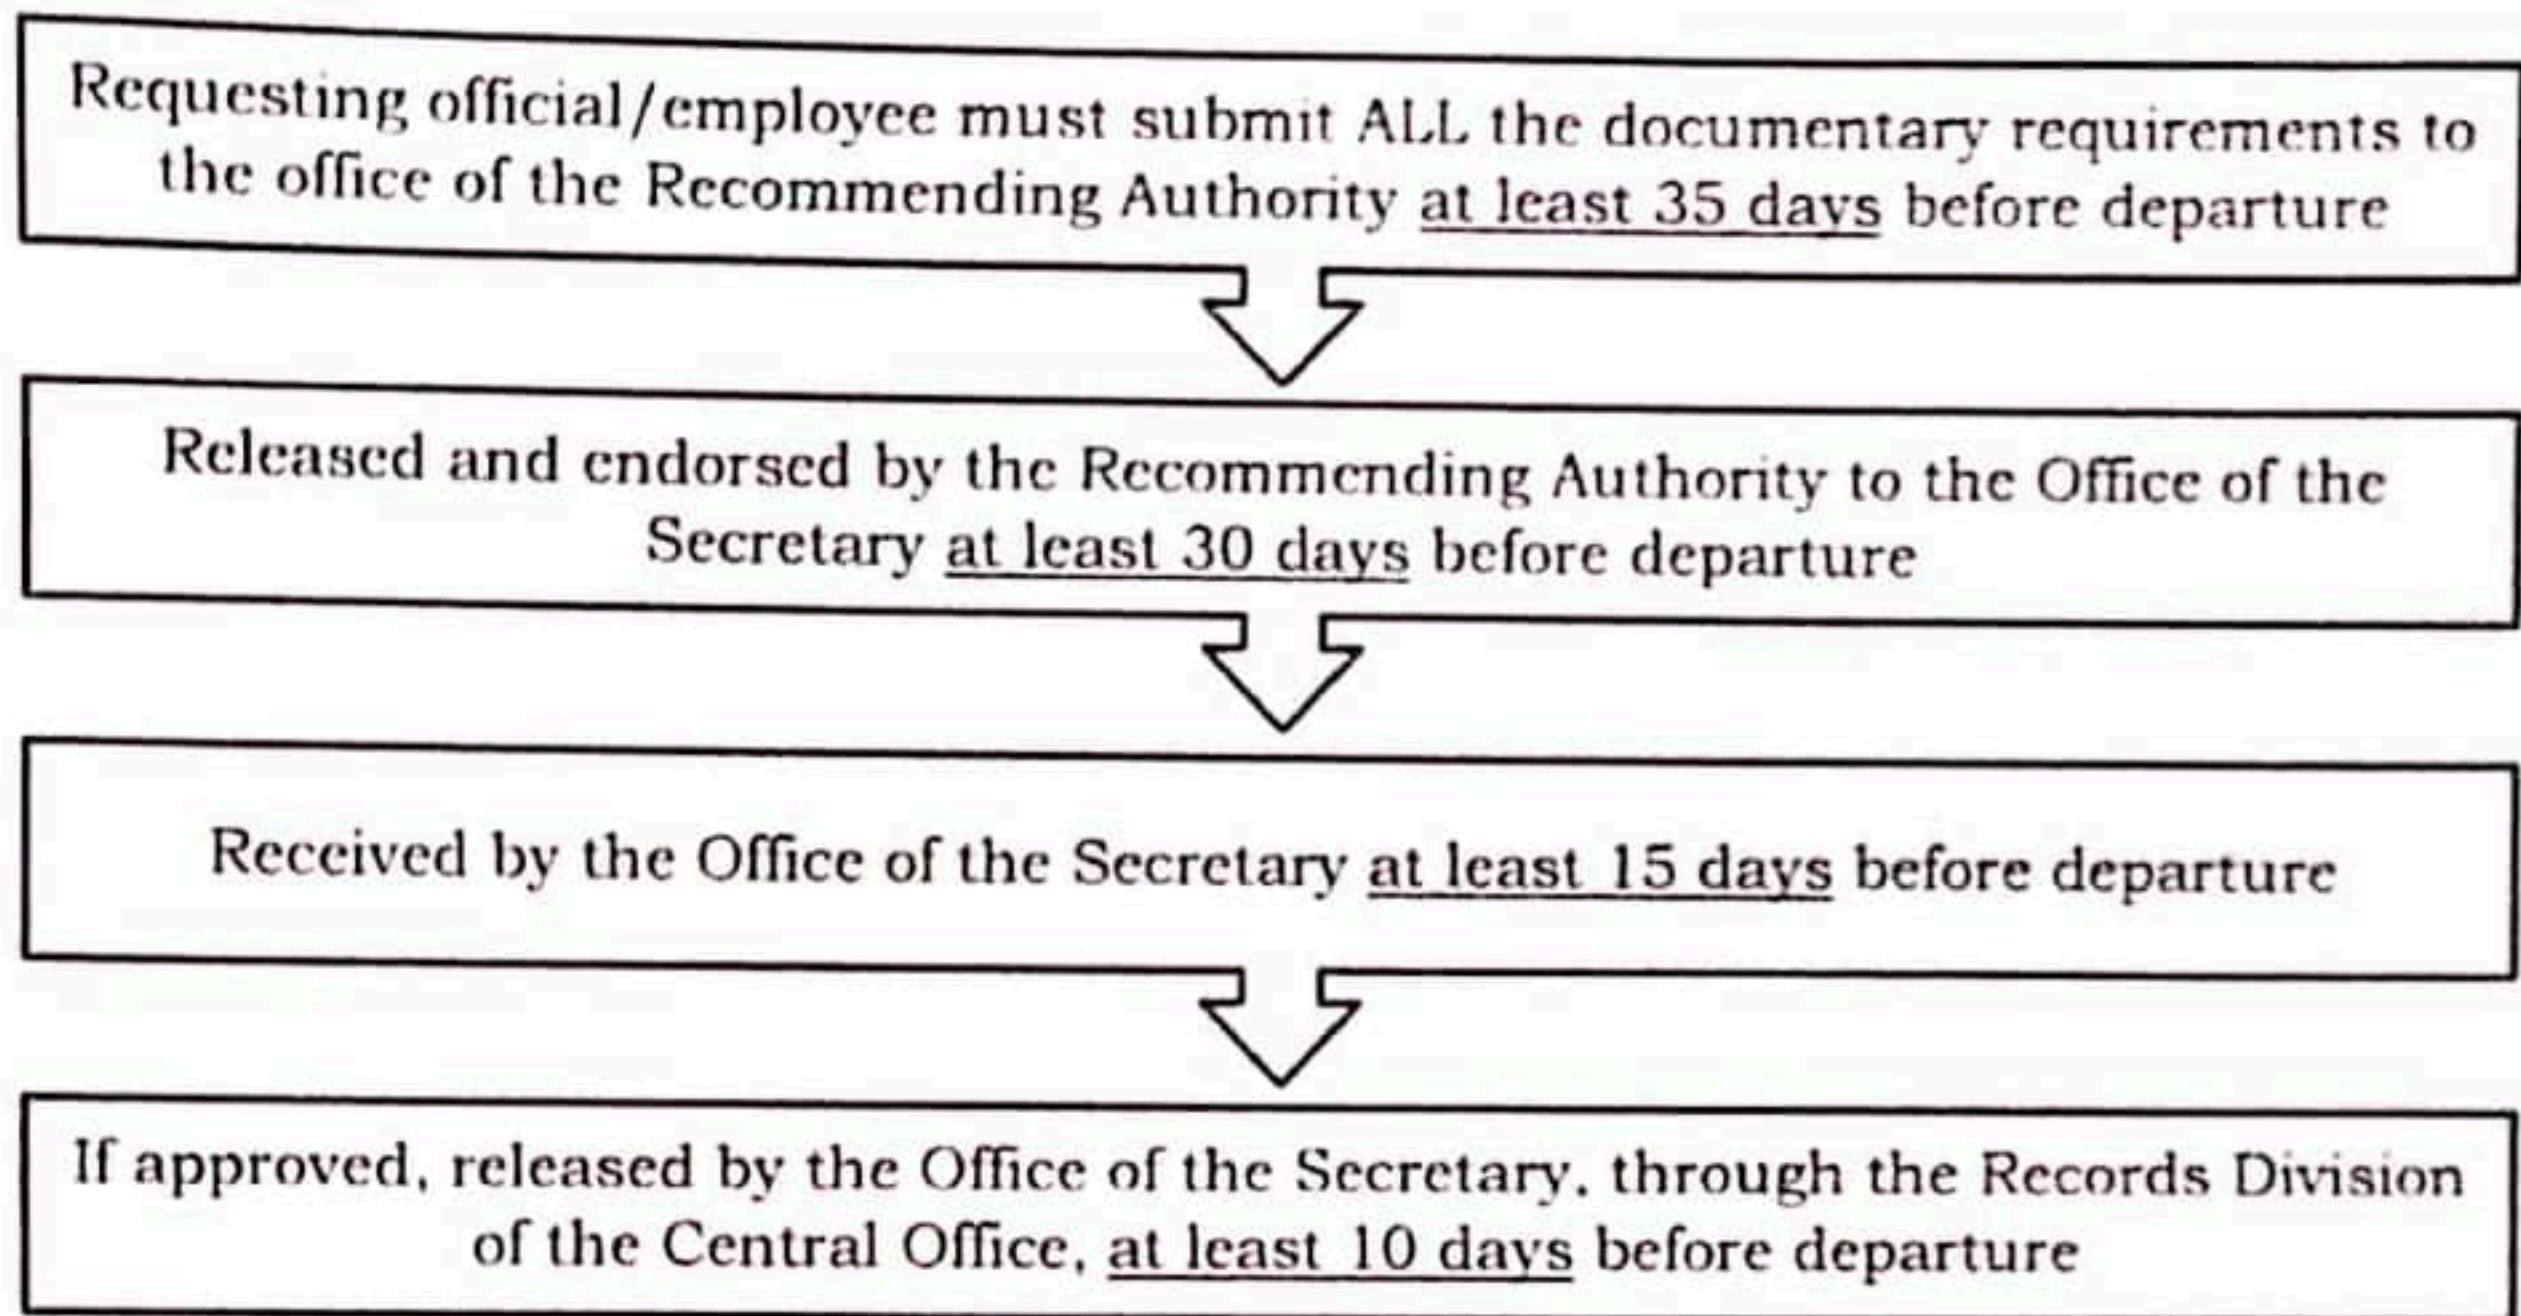 Requesting official/employee must submit ALL the documentary requirements to
the office of the Recommending Authority at least 35 days before departure
Released and endorsed by the Recommending Authority to the Office of the
Secretary at least 30 days before departure
Received by the Office of the Secretary at least 15 days before departure
If approved, released by the Office of the Secretary, through the Records Division
of the Central Office, at least 10 days before departure